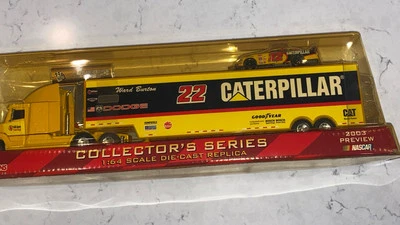 Ward Burton
22
CATERPILLAR
DODGE
GOODYEAR
CAT
COLLECTOR'S SERIES
1:64 SCALE DIE-CAST REPLICA
2003
PREVIEW
NASCAR